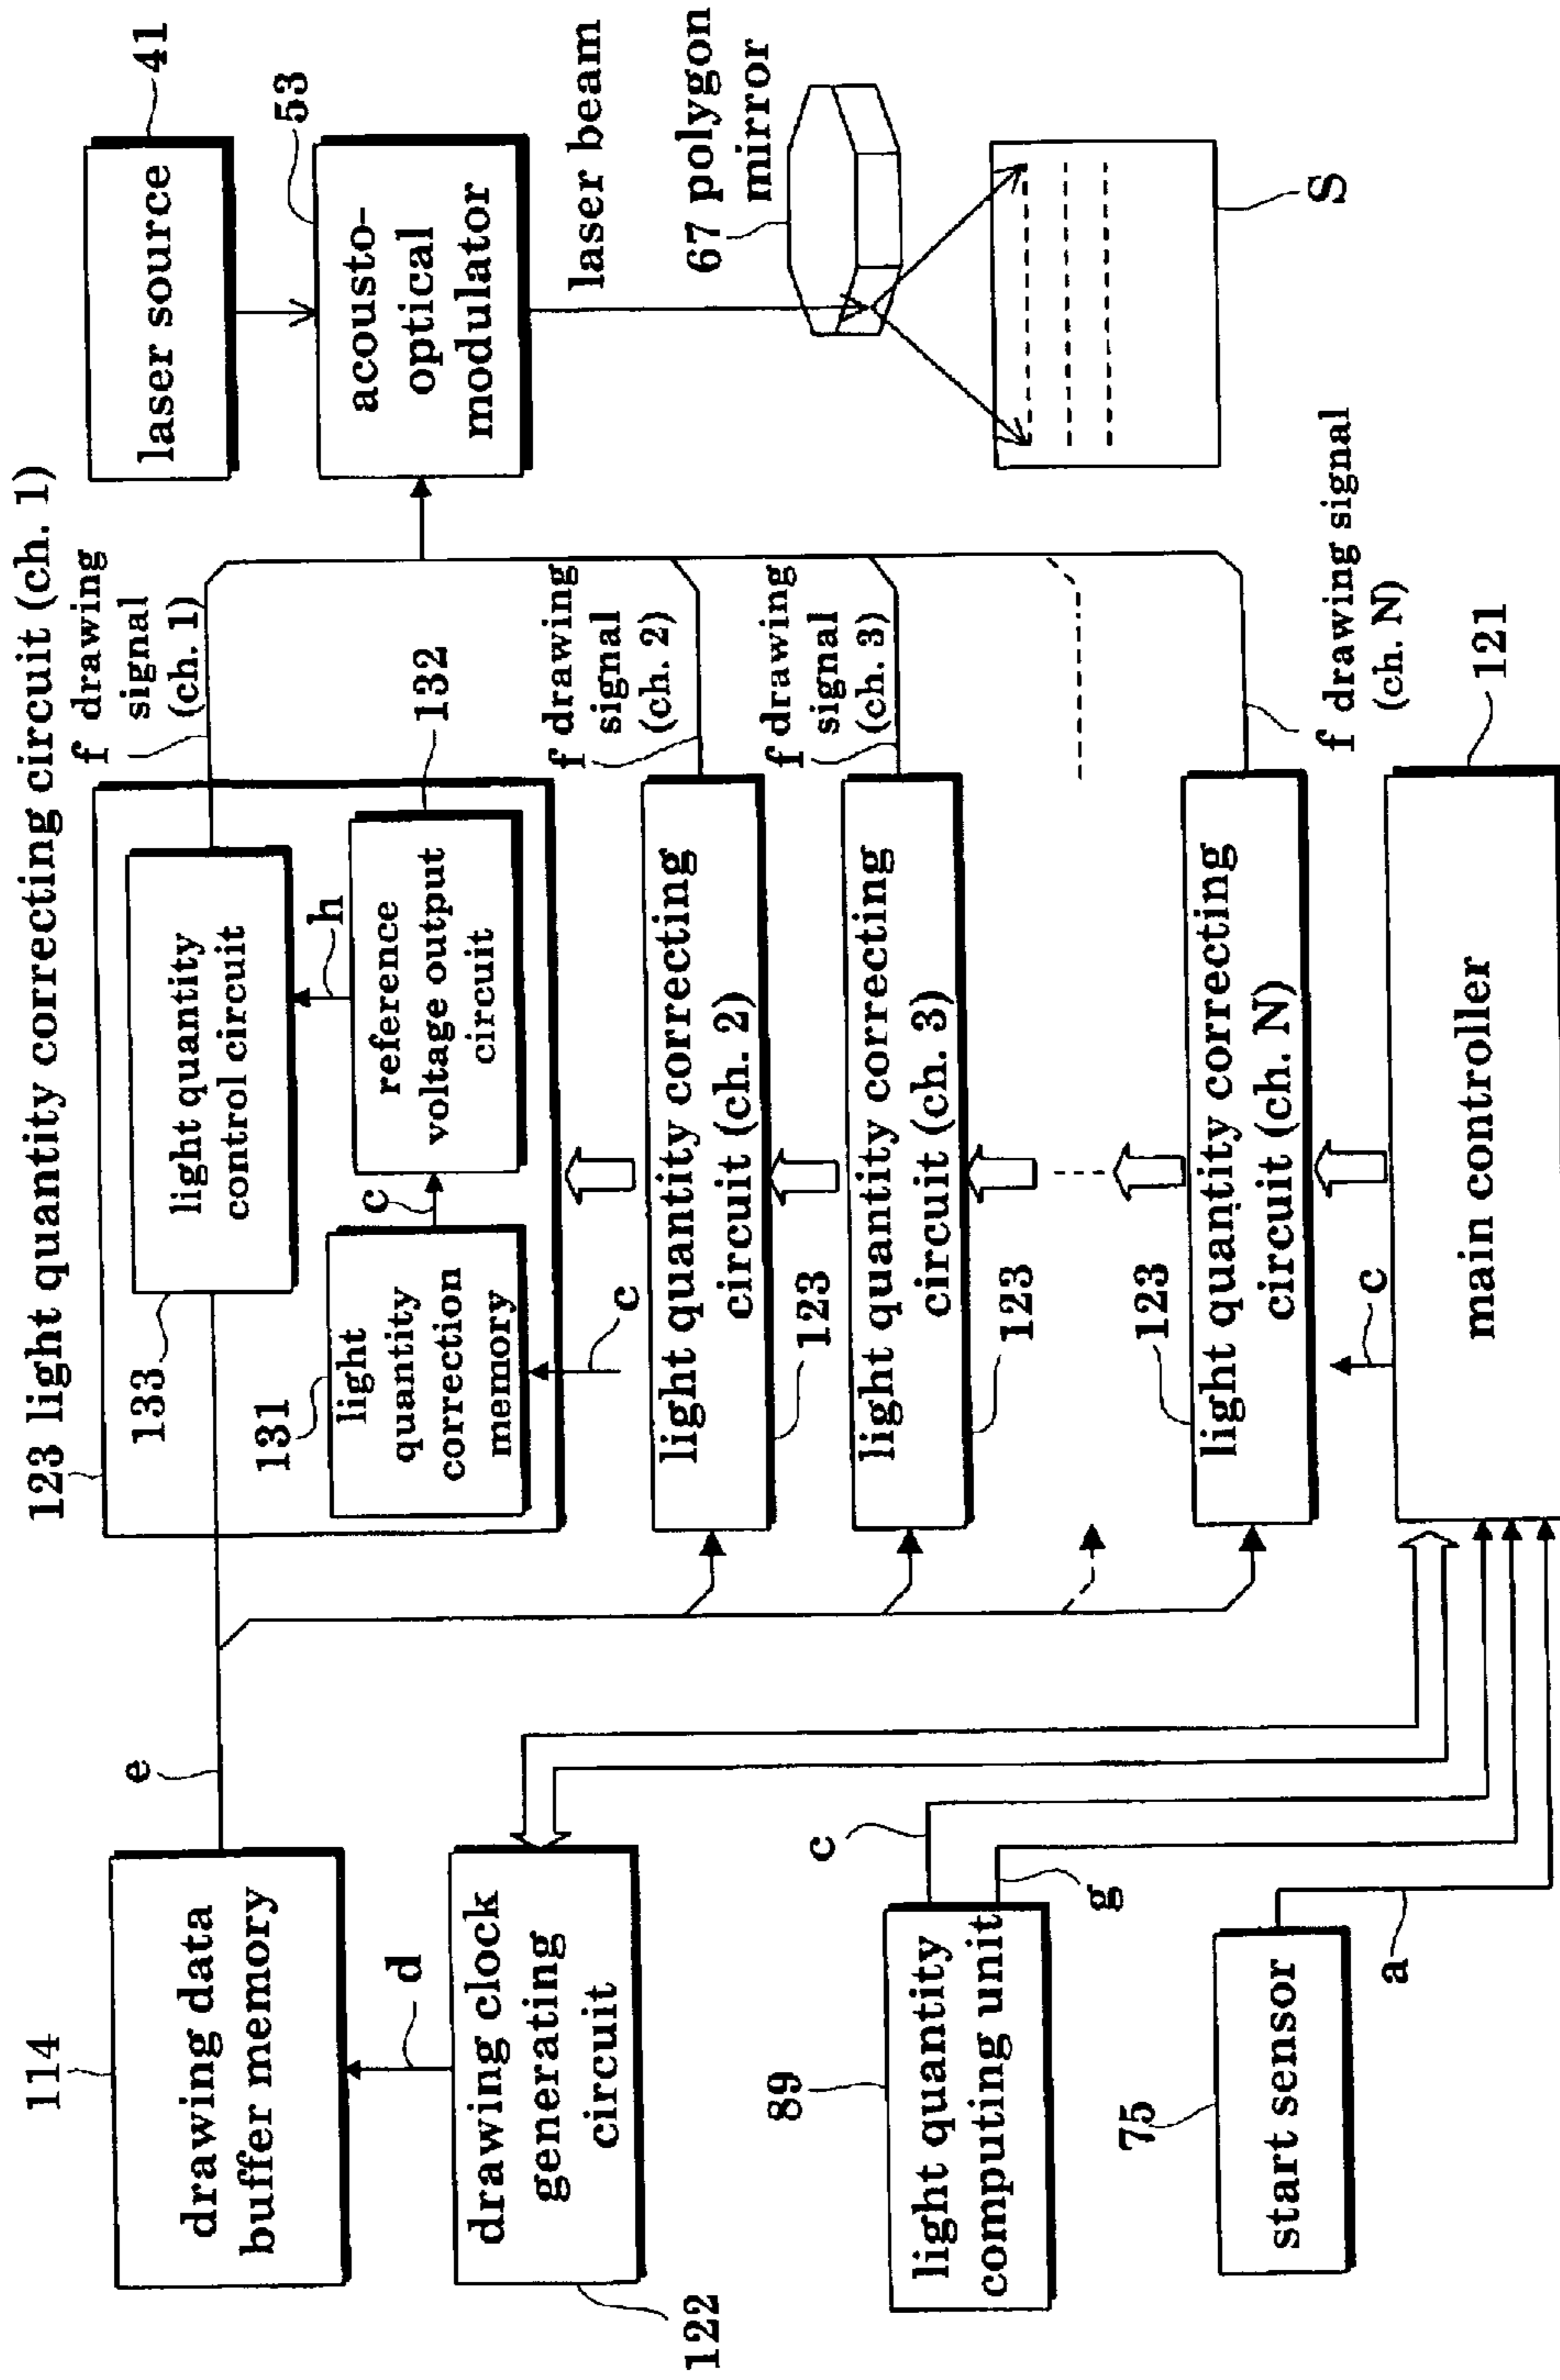 123 light quantity correcting circuit (ch. 1)
114
drawing data
buffer memory
d
drawing clock
generating
circuit
122
89
light quantity
computing unit
75
start sensor
e
c
g
a
133
light quantity
control circuit
h
131
light
quantity
correction
memory
c
reference
voltage output
circuit
132
c
light quantity correcting
circuit (ch. 2)
123
light quantity correcting
circuit (ch. 3)
123
123
light quantity correcting
circuit (ch. N)
c
main controller
121
f drawing
signal
(ch. 1)
f drawing
signal
(ch. 2)
f drawing
signal
(ch. 3)
f drawing signal
(ch. N)
laser source
41
acousto-
optical
modulator
53
laser beam
67 polygon
mirror
S